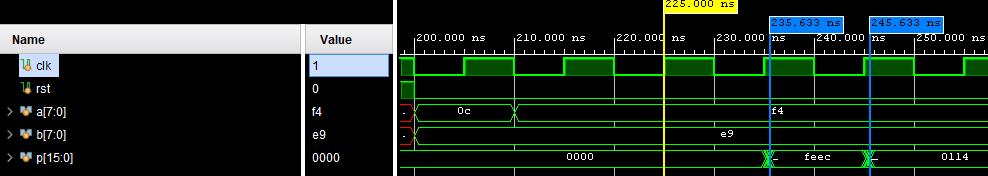 225.000 ns
235.633 ns 245.633 ns
Name Value
200.000 ns 210.000 ns 220.000 ns 230.000 ns 240.000 ns 250.000 ns
clk 1
rst 0
a[7:0] f4 0c f4
b[7:0] e9 e9
p[15:0] 0000 0000 feec 0114